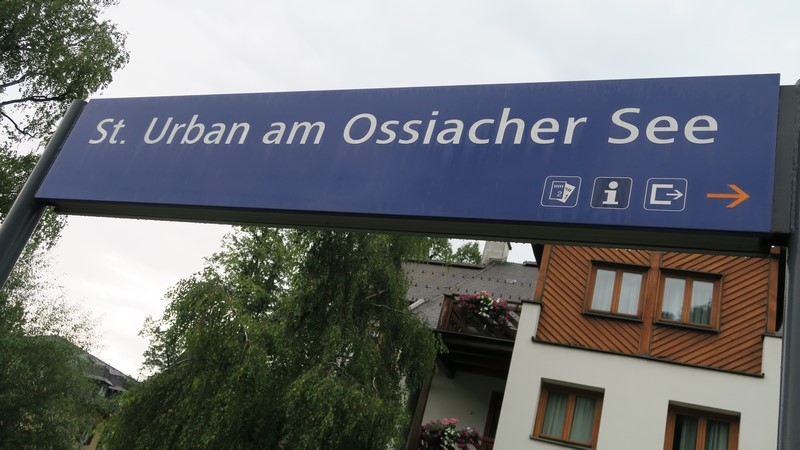 St. Urban am Ossiacher See